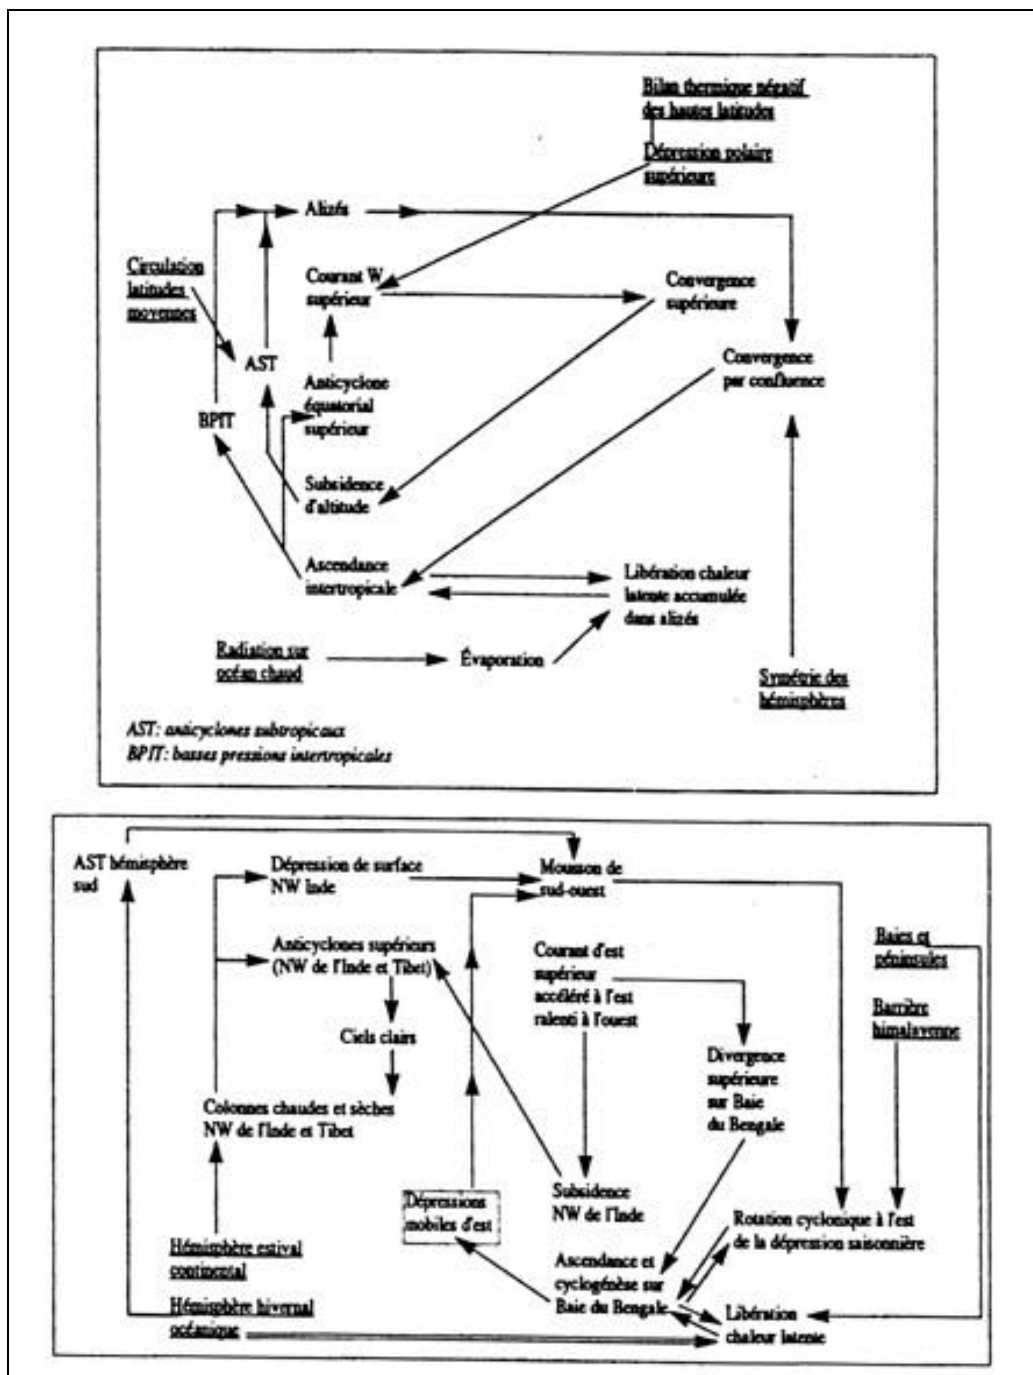 Bilan thermique négatif
des hautes latitudes
Dépression polaire
supérieure
Alizés
Circulation
latitudes
moyennes
Courant W
supérieur
Convergence
supérieure
AST
Convergence
par confluence
Anticyclone
équatorial
supérieur
BPIT
Subsidence
d'altitude
Ascendance
intertropicale
Libération chaleur
latente accumulée
dans alizés
Radiation sur
océan chaud
Évaporation
Symétrie des
hémisphères
AST: anticyclones subtropicaux
BPIT: basses pressions intertropicales
AST hémisphère
sud
Dépression de surface
NW Inde
Mousson de
sud-ouest
Anticyclones supérieurs
(NW de l'Inde et Tibet)
Courant d'est
supérieur
accéléré à l'est
ralenti à l'ouest
Baies et
péninsules
Barrière
himalayenne
Ciels clairs
Divergence
supérieure
sur Baie
du Bengale
Colonnes chaudes et sèches
NW de l'Inde et Tibet
Dépressions
mobiles d'est
Subsidence
NW de l'Inde
Rotation cyclonique à l'est
de la dépression saisonnière
Hémisphère estival
continental
Ascendance et
cyclogénèse sur
Baie du Bengale
Hémisphère hivernal
océanique
Libération
chaleur latente